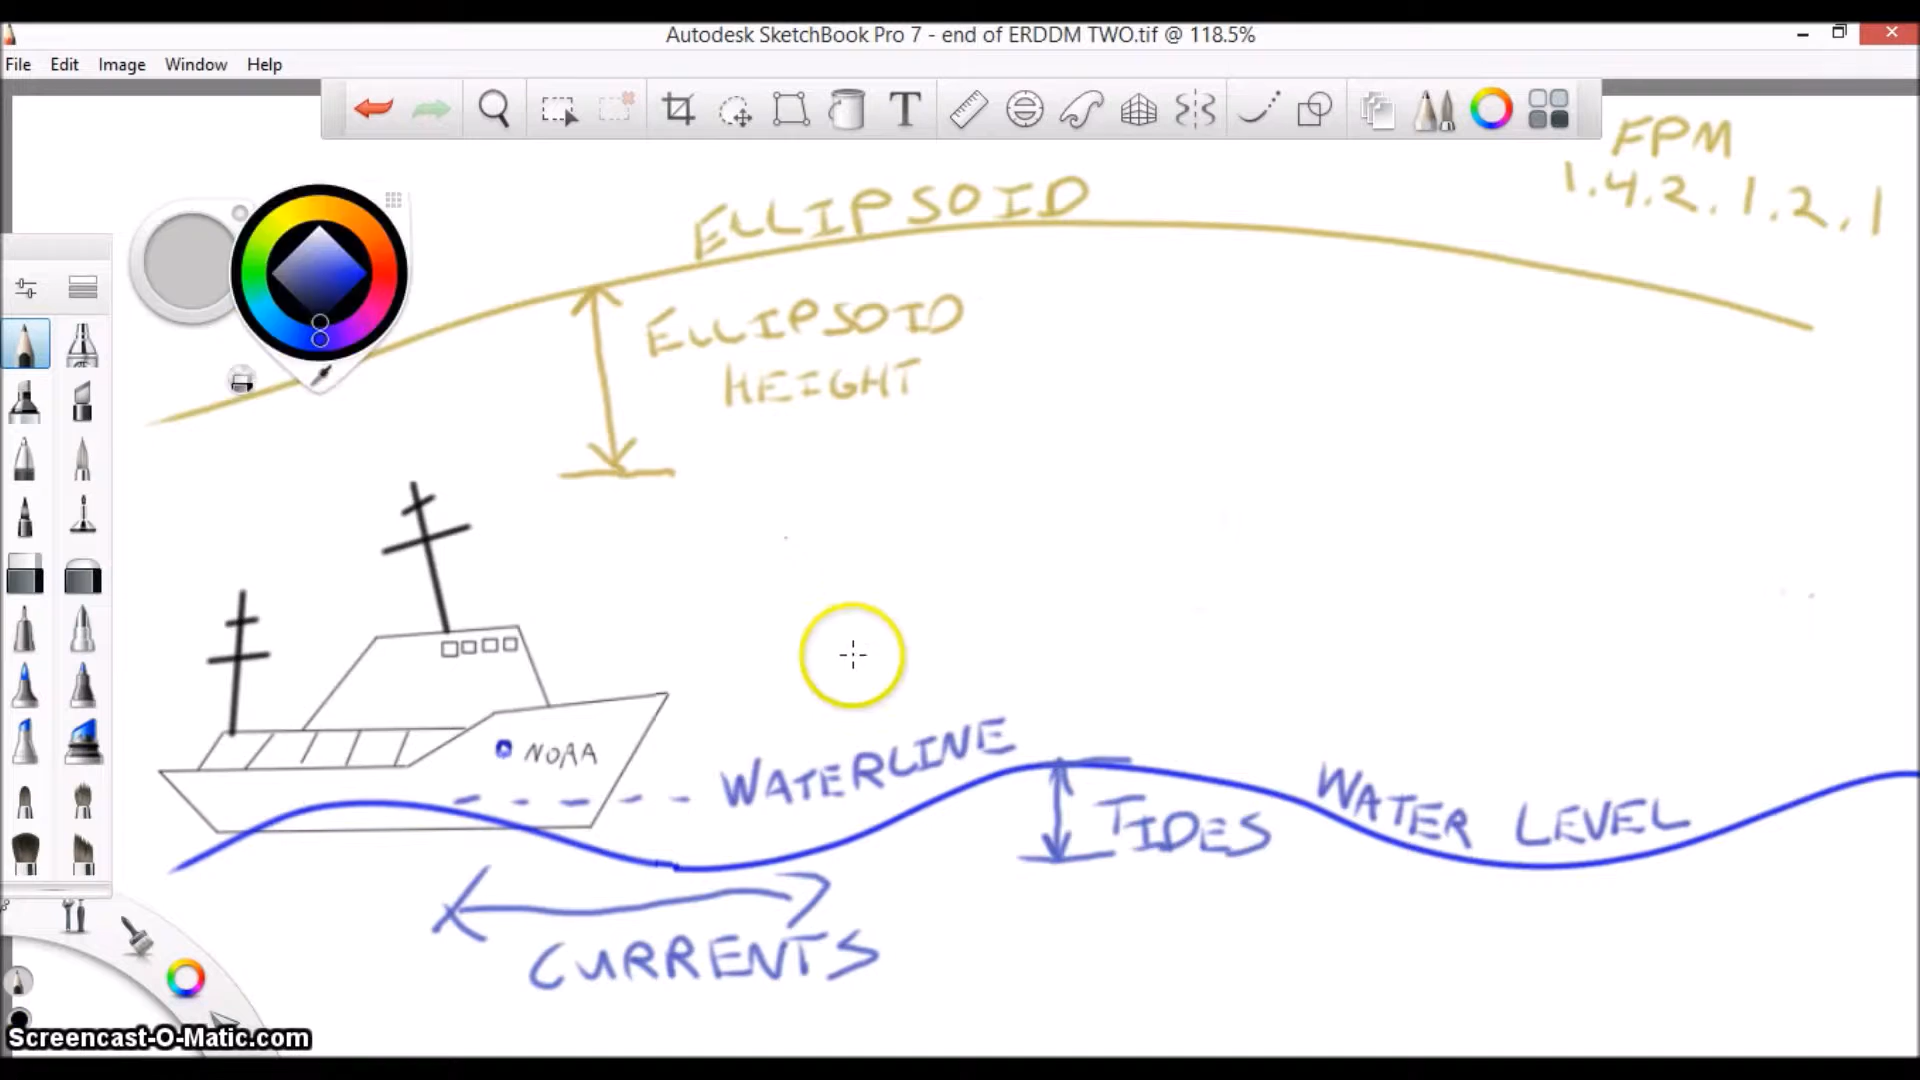 Autodesk SketchBook Pro 7 - end of ERDDM TWO.tif @ 118.5%
File Edit Image Window Help
T
FPM
1.4.2.1.2.1
ELLIPSOID
ELLIPSOID
HEIGHT
NOAA
WATERLINE
TIDES
WATER LEVEL
CURRENTS
Screencast-O-Matic.com